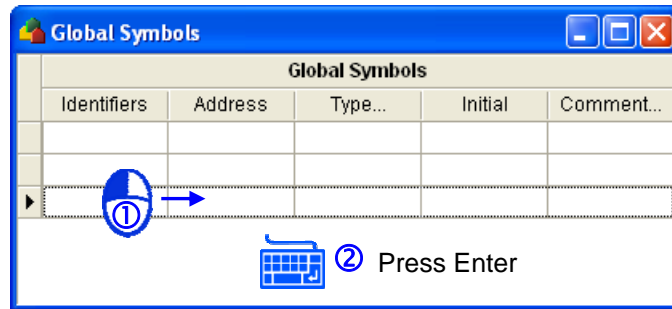 Global Symbols
Global Symbols
Identifiers Address Type... Initial Comment...
①
② Press Enter